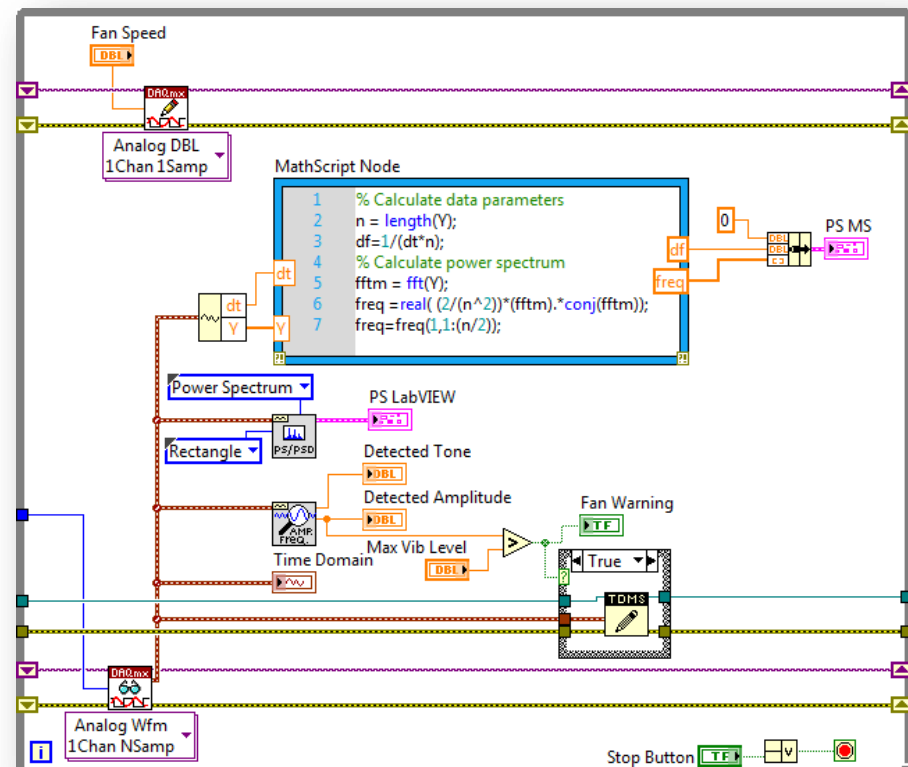 Fan Speed
DBL
DAQmx
Analog DBL
1Chan 1Samp
MathScript Node
1 % Calculate data parameters
2 n = length(Y);
3 df=1/(dt*n);
4 % Calculate power spectrum
5 fftm = fft(Y);
6 freq =real( (2/(n^2))*(fftm).*conj(fftm));
7 freq=freq(1,1:(n/2));
dt
Y
dt
Y
df
freq
0
DBL
DBL
PS MS
Power Spectrum
Rectangle
PS/PSD
PS LabVIEW
Detected Tone
DBL
Detected Amplitude
DBL
AMP
FREQ.
Max Vib Level
DBL
>
Fan Warning
TF
Time Domain
? True
TDMS
DAQmx
Analog Wfm
1Chan NSamp
i
Stop Button
TF
v